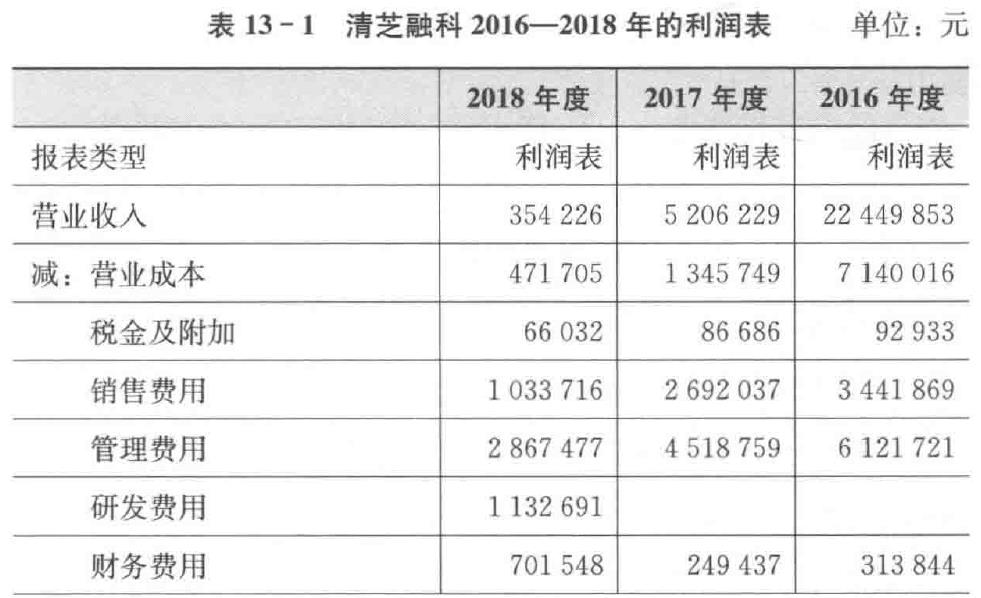 表 13-1 清芝融科 2016—2018 年的利润表 单位：元
2018 年度 2017 年度 2016 年度
报表类型 利润表 利润表 利润表
营业收入 354 226 5 206 229 22 449 853
减：营业成本 471 705 1 345 749 7 140 016
税金及附加 66 032 86 686 92 933
销售费用 1 033 716 2 692 037 3 441 869
管理费用 2 867 477 4 518 759 6 121 721
研发费用 1 132 691
财务费用 701 548 249 437 313 844